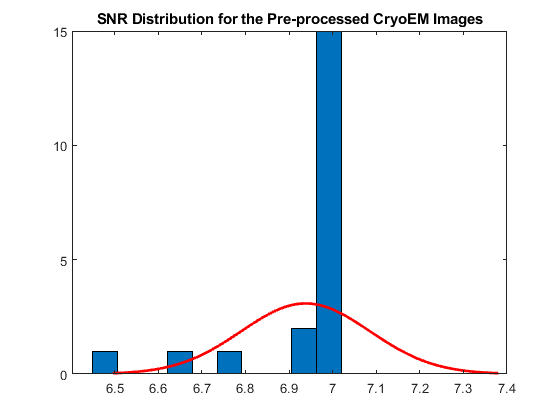 SNR Distribution for the Pre-processed CryoEM Images
15
10
5
0
6.5 6.6 6.7 6.8 6.9 7 7.1 7.2 7.3 7.4